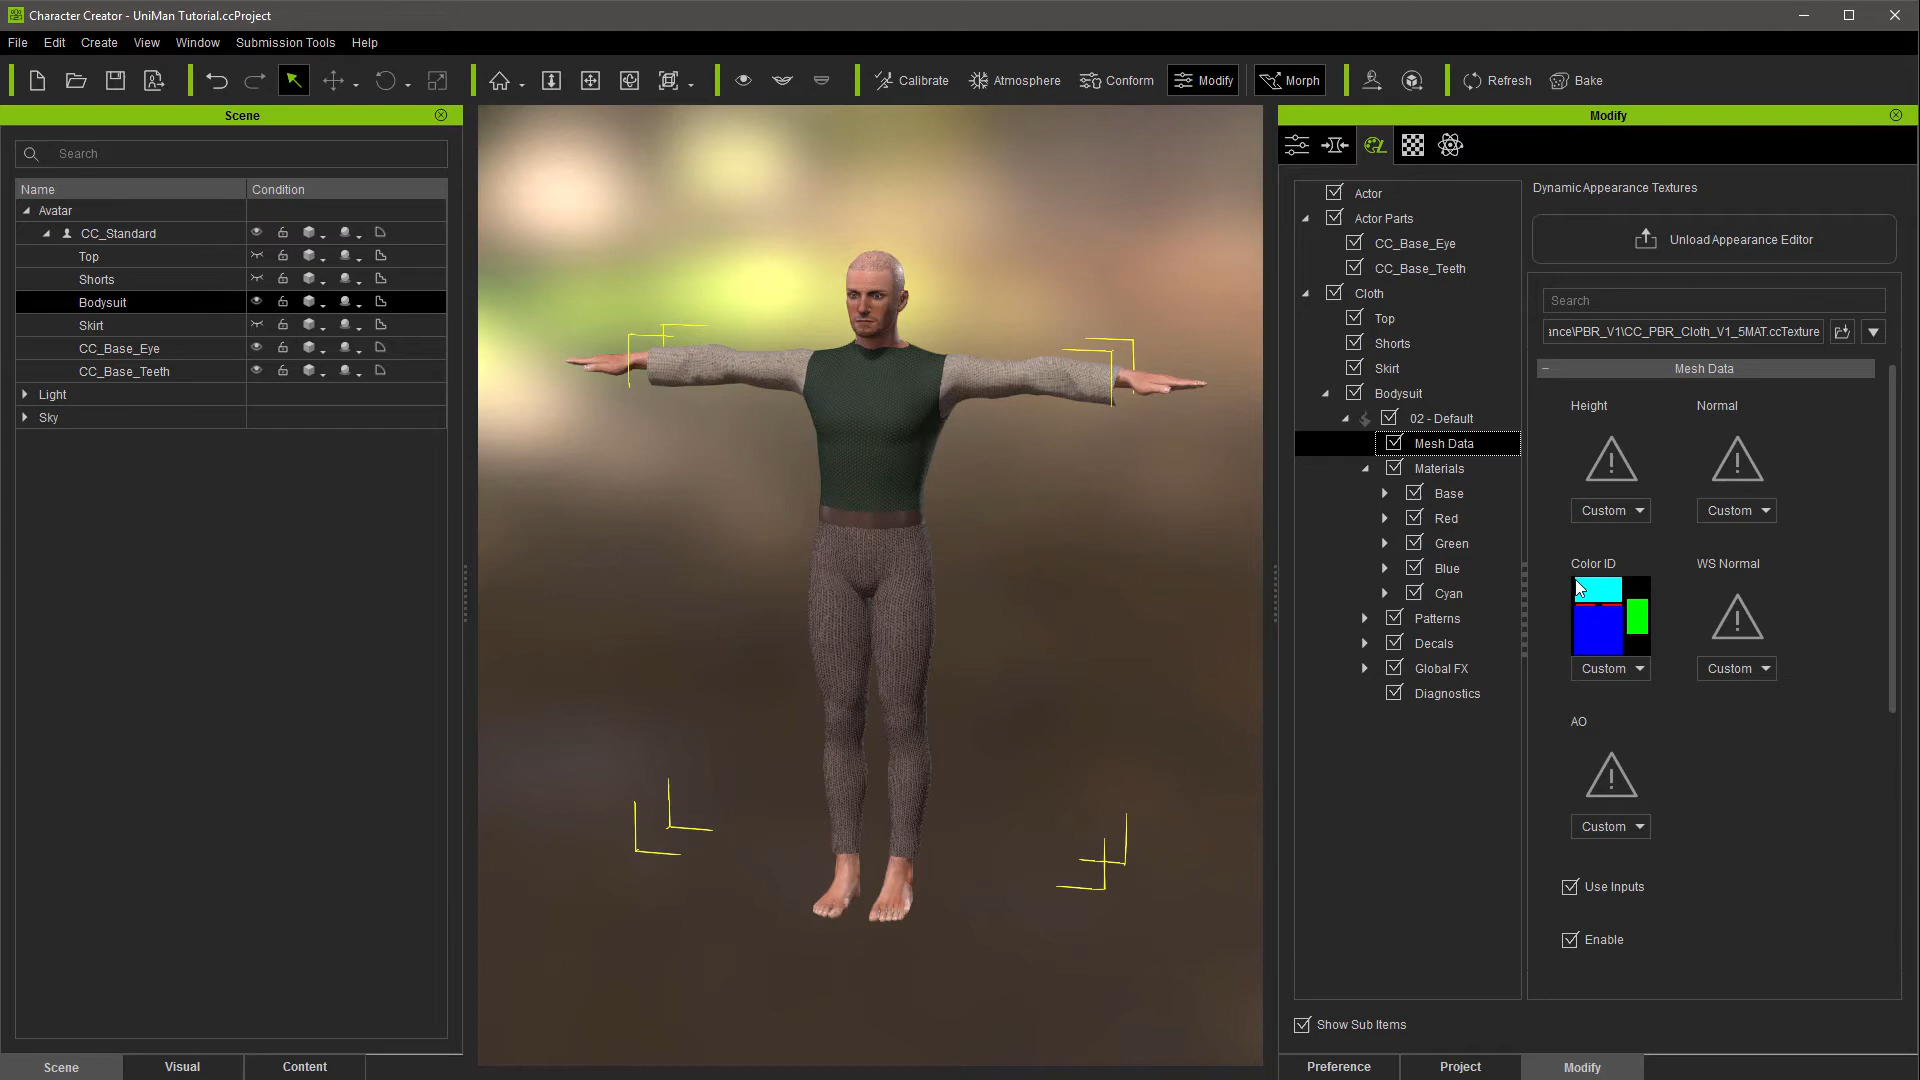 Character Creator - UniMan Tutorial.ccProject
File Edit Create View Window Submission Tools Help
Calibrate Atmosphere Conform Modify Morph Refresh Bake
Scene
Search
Name Condition
Avatar
CC_Standard
Top
Shorts
Bodysuit
Skirt
CC_Base_Eye
CC_Base_Teeth
Light
Sky
Scene Visual Content
Modify
Actor
Actor Parts
CC_Base_Eye
CC_Base_Teeth
Cloth
Top
Shorts
Skirt
Bodysuit
02 - Default
Mesh Data
Materials
Base
Red
Green
Blue
Cyan
Patterns
Decals
Global FX
Diagnostics
Show Sub Items
Dynamic Appearance Textures
Unload Appearance Editor
Search
ance\PBR_V1\CC_PBR_Cloth_V1_5MAT.ccTexture
Mesh Data
Height Normal
Custom Custom
Color ID WS Normal
Custom Custom
AO
Custom
Use Inputs
Enable
Preference Project Modify